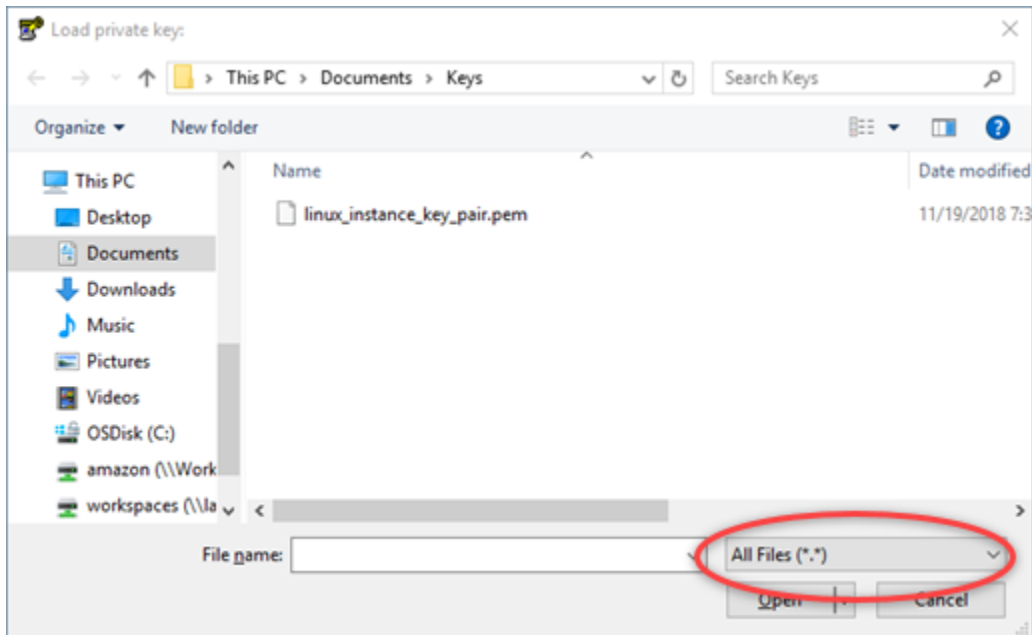 Load private key:
This PC > Documents > Keys
Search Keys
Organize
New folder
Name
Date modified
This PC
Desktop
Documents
Downloads
Music
Pictures
Videos
OSDisk (C:)
amazon (\\Work
workspaces (\\la
linux_instance_key_pair.pem
11/19/2018 7:3
File name:
All Files (*.*)
Open
Cancel